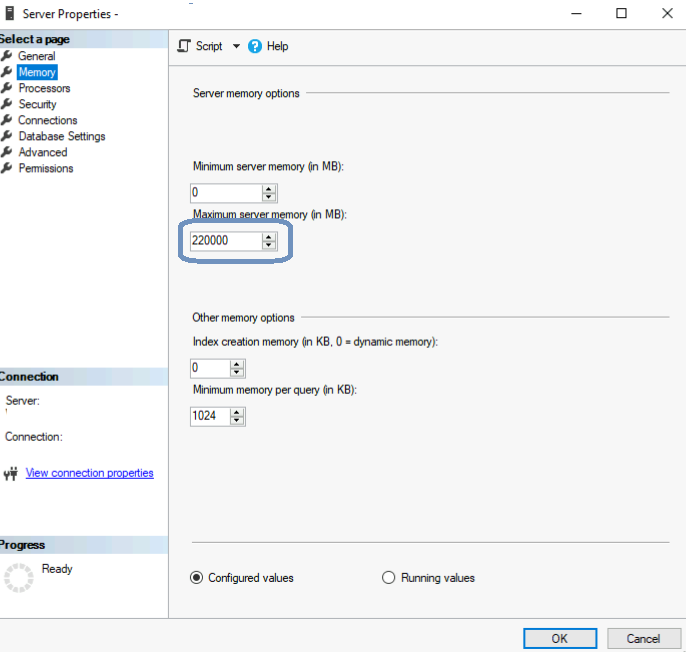 Server Properties -
Select a page
General
Memory
Processors
Security
Connections
Database Settings
Advanced
Permissions
Script
Help
Server memory options
Minimum server memory (in MB):
0
Maximum server memory (in MB):
220000
Other memory options
Index creation memory (in KB, 0 = dynamic memory):
0
Minimum memory per query (in KB):
1024
Connection
Server:
Connection:
View connection properties
Progress
Ready
Configured values
Running values
OK
Cancel